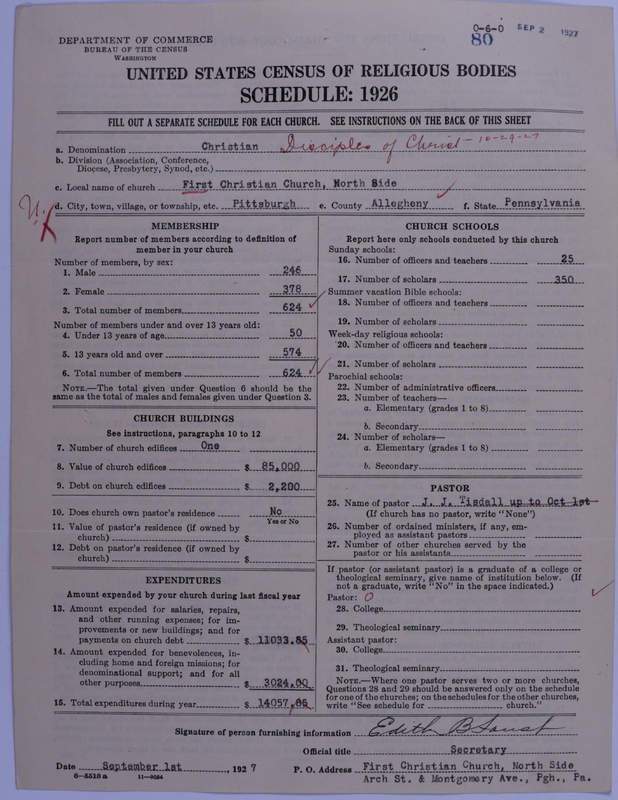 0-6-0 SEP 2 1927
80
DEPARTMENT OF COMMERCE
BUREAU OF THE CENSUS
WASHINGTON
UNITED STATES CENSUS OF RELIGIOUS BODIES
SCHEDULE: 1926
FILL OUT A SEPARATE SCHEDULE FOR EACH CHURCH. SEE INSTRUCTIONS ON THE BACK OF THIS SHEET
a. Denomination Christian Disciples of Christ - 10-29-27
b. Division (Association, Conference,
Diocese, Presbytery, Synod, etc.)
c. Local name of church First Christian Church, North Side
d. City, town, village, or township, etc. Pittsburgh e. County Allegheny f. State Pennsylvania
MEMBERSHIP
Report number of members according to definition of
member in your church
Number of members, by sex:
1. Male 246
2. Female 378
3. Total number of members 624
Number of members under and over 13 years old:
4. Under 13 years of age 50
5. 13 years old and over 574
6. Total number of members 624
NOTE.—The total given under Question 6 should be the
same as the total of males and females given under Question 3.
CHURCH BUILDINGS
See instructions, paragraphs 10 to 12
7. Number of church edifices One
8. Value of church edifices $ 85,000
9. Debt on church edifices $ 2,200
10. Does church own pastor's residence No
Yes or No
11. Value of pastor's residence (if owned by
church) $
12. Debt on pastor's residence (if owned by
church) $
EXPENDITURES
Amount expended by your church during last fiscal year
13. Amount expended for salaries, repairs,
and other running expenses; for im-
provements or new buildings; and for
payments on church debt $ 11033.85
14. Amount expended for benevolences, in-
cluding home and foreign missions; for
denominational support; and for all
other purposes $ 3024.00
15. Total expenditures during year $ 14057.85
CHURCH SCHOOLS
Report here only schools conducted by this church
Sunday schools:
16. Number of officers and teachers 25
17. Number of scholars 350
Summer vacation Bible schools:
18. Number of officers and teachers
19. Number of scholars
Week-day religious schools:
20. Number of officers and teachers
21. Number of scholars
Parochial schools:
22. Number of administrative officers
23. Number of teachers—
a. Elementary (grades 1 to 8)
b. Secondary
24. Number of scholars—
a. Elementary (grades 1 to 8)
b. Secondary
PASTOR
25. Name of pastor J. J. Tisdall up to Oct 1st
(If church has no pastor, write "None")
26. Number of ordained ministers, if any, em-
ployed as assistant pastors
27. Number of other churches served by the
pastor or his assistants
If pastor (or assistant pastor) is a graduate of a college or
theological seminary, give name of institution below. (If
not a graduate, write "No" in the space indicated.)
Pastor: 0
28. College
29. Theological seminary
Assistant pastor:
30. College
31. Theological seminary
NOTE.—Where one pastor serves two or more churches,
Questions 28 and 29 should be answered only on the schedule
for one of the churches; on the schedules for the other churches,
write "See schedule for church."
Signature of person furnishing information Edith B
Official title Secretary
Date September 1st, 1927 P. O. Address First Christian Church, North Side
8-5518a 11-9054 Arch St. & Montgomery Ave., Pgh., Pa.